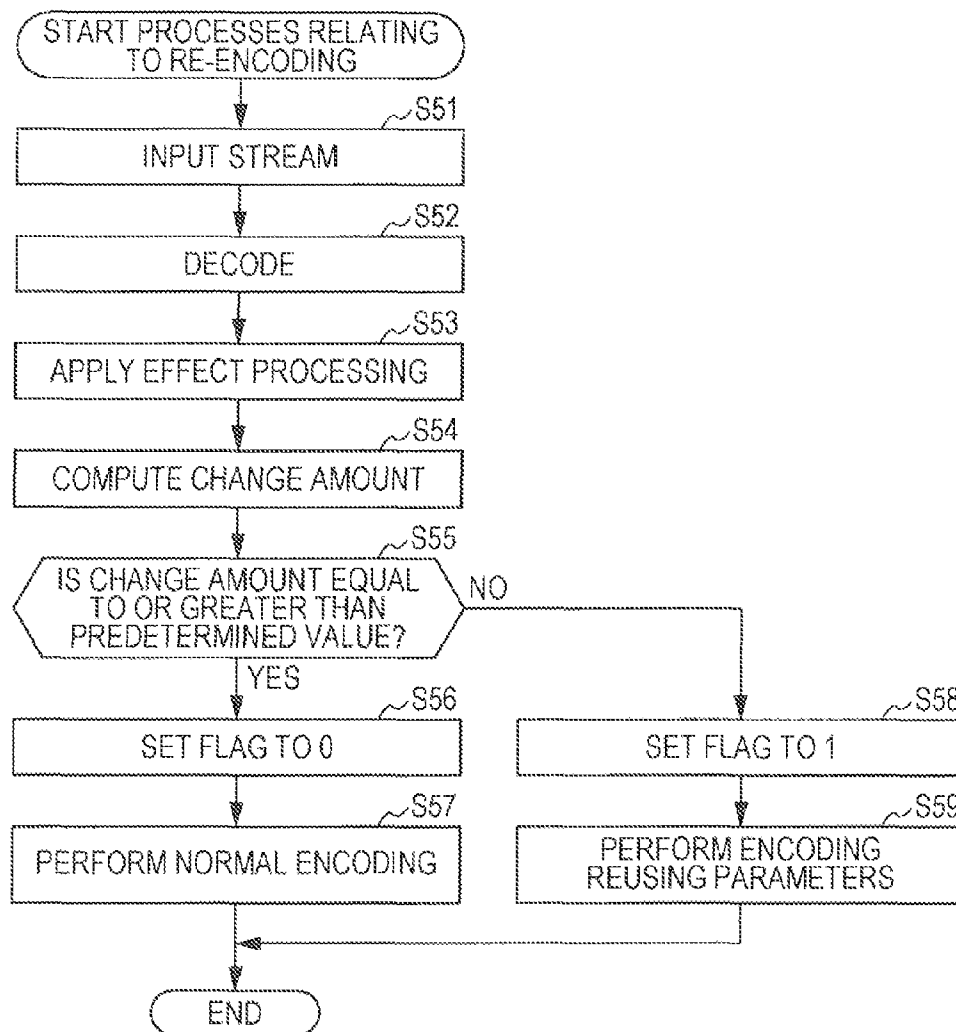 START PROCESSES RELATING
TO RE-ENCODING
S51
INPUT STREAM
S52
DECODE
S53
APPLY EFFECT PROCESSING
S54
COMPUTE CHANGE AMOUNT
S55
IS CHANGE AMOUNT EQUAL
TO OR GREATER THAN
PREDETERMINED VALUE?
NO
YES
S56
SET FLAG TO 0
S58
SET FLAG TO 1
S57
PERFORM NORMAL ENCODING
S59
PERFORM ENCODING
REUSING PARAMETERS
END